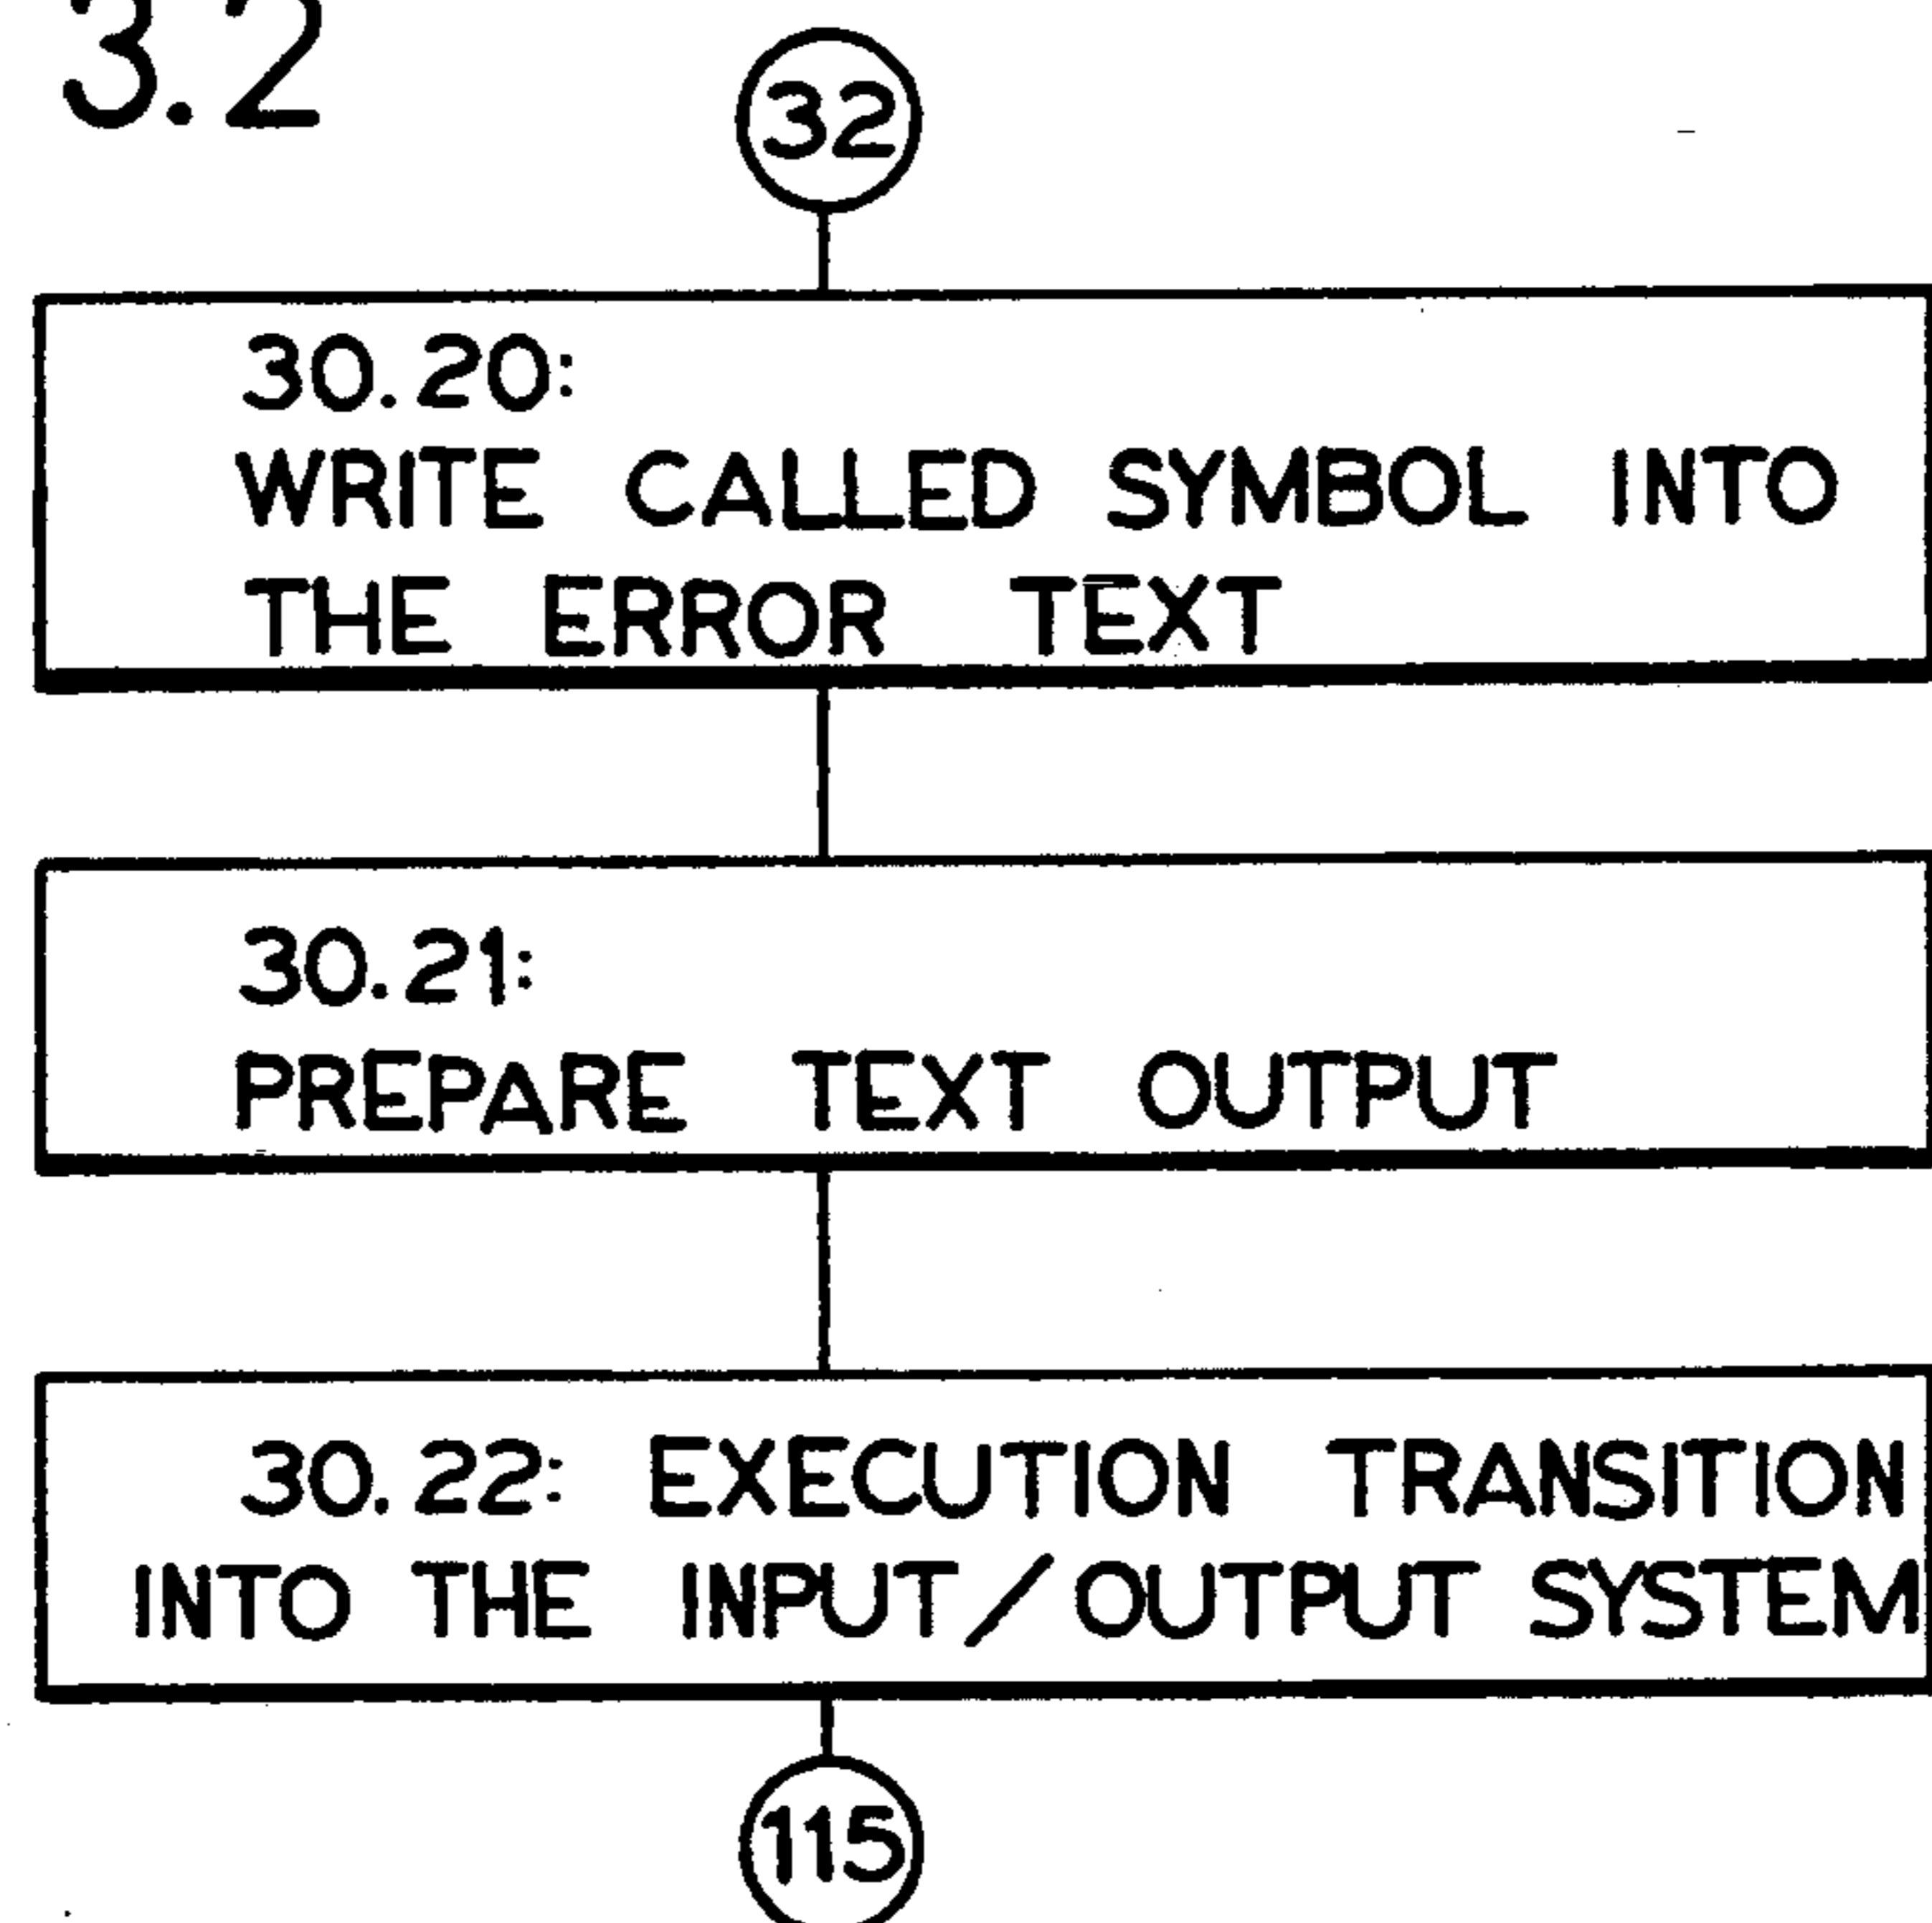 3.2
32
30.20:
WRITE CALLED SYMBOL INTO
THE ERROR TEXT
30.21:
PREPARE TEXT OUTPUT
30.22: EXECUTION TRANSITION
INTO THE INPUT/OUTPUT SYSTEM
115